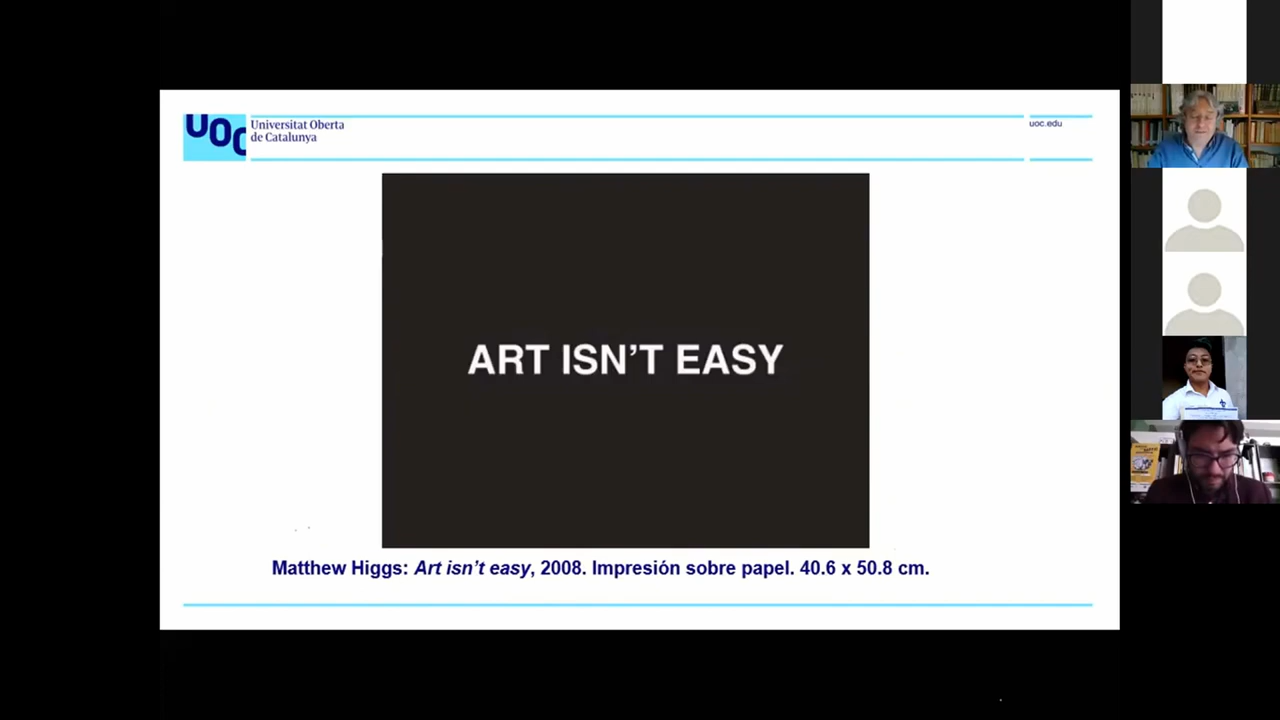 UOC
Universitat Oberta
de Catalunya
uoc.edu
ART ISN’T EASY
Matthew Higgs: Art isn’t easy, 2008. Impresión sobre papel. 40.6 x 50.8 cm.